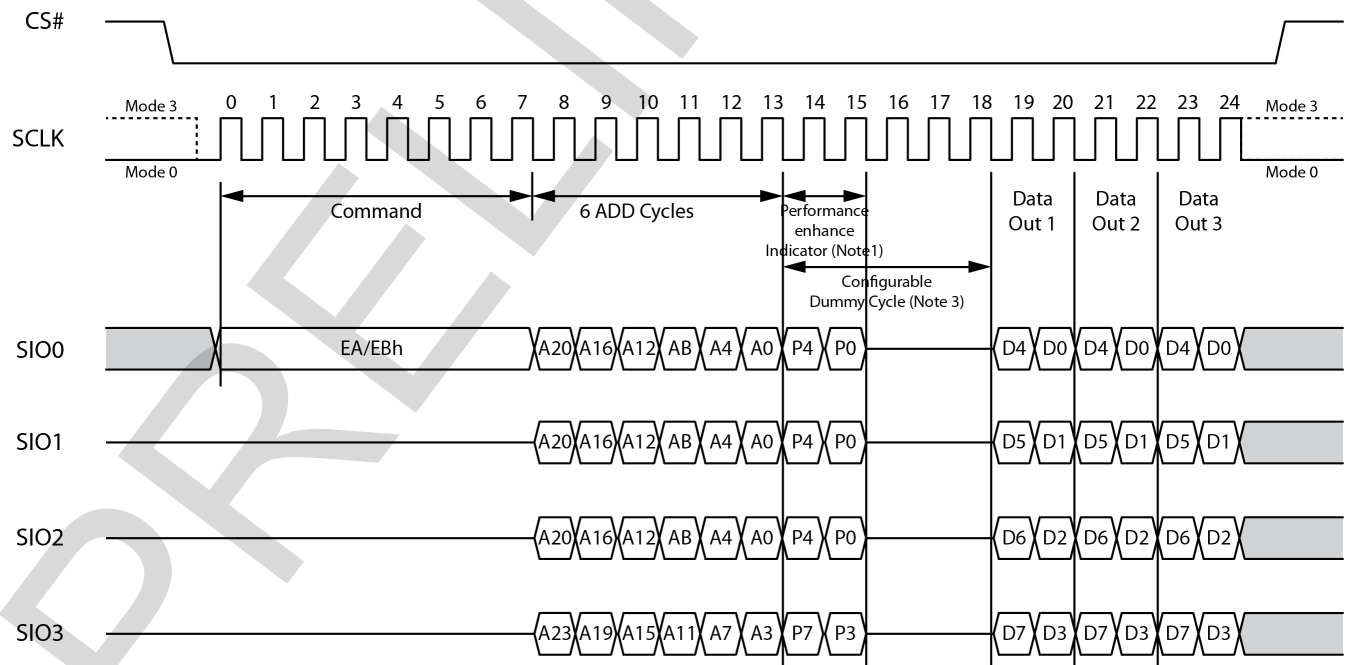 CS#
Mode 3
0 1 2 3 4 5 6 7 8 9 10 11 12 13 14 15 16 17 18 19 20 21 22 23 24
Mode 3
SCLK
Mode 0
Mode 0
Command
6 ADD Cycles
Performance
enhance
Indicator (Note1)
Data
Out 1
Data
Out 2
Data
Out 3
Configurable
Dummy Cycle (Note 3)
SIO0
EA/EBh
A20 A16 A12 AB A4 A0 P4 P0
D4 D0 D4 D0 D4 D0
SIO1
A20 A16 A12 AB A4 A0 P4 P0
D5 D1 D5 D1 D5 D1
SIO2
A20 A16 A12 AB A4 A0 P4 P0
D6 D2 D6 D2 D6 D2
SIO3
A23 A19 A15 A11 A7 A3 P7 P3
D7 D3 D7 D3 D7 D3
PRELI